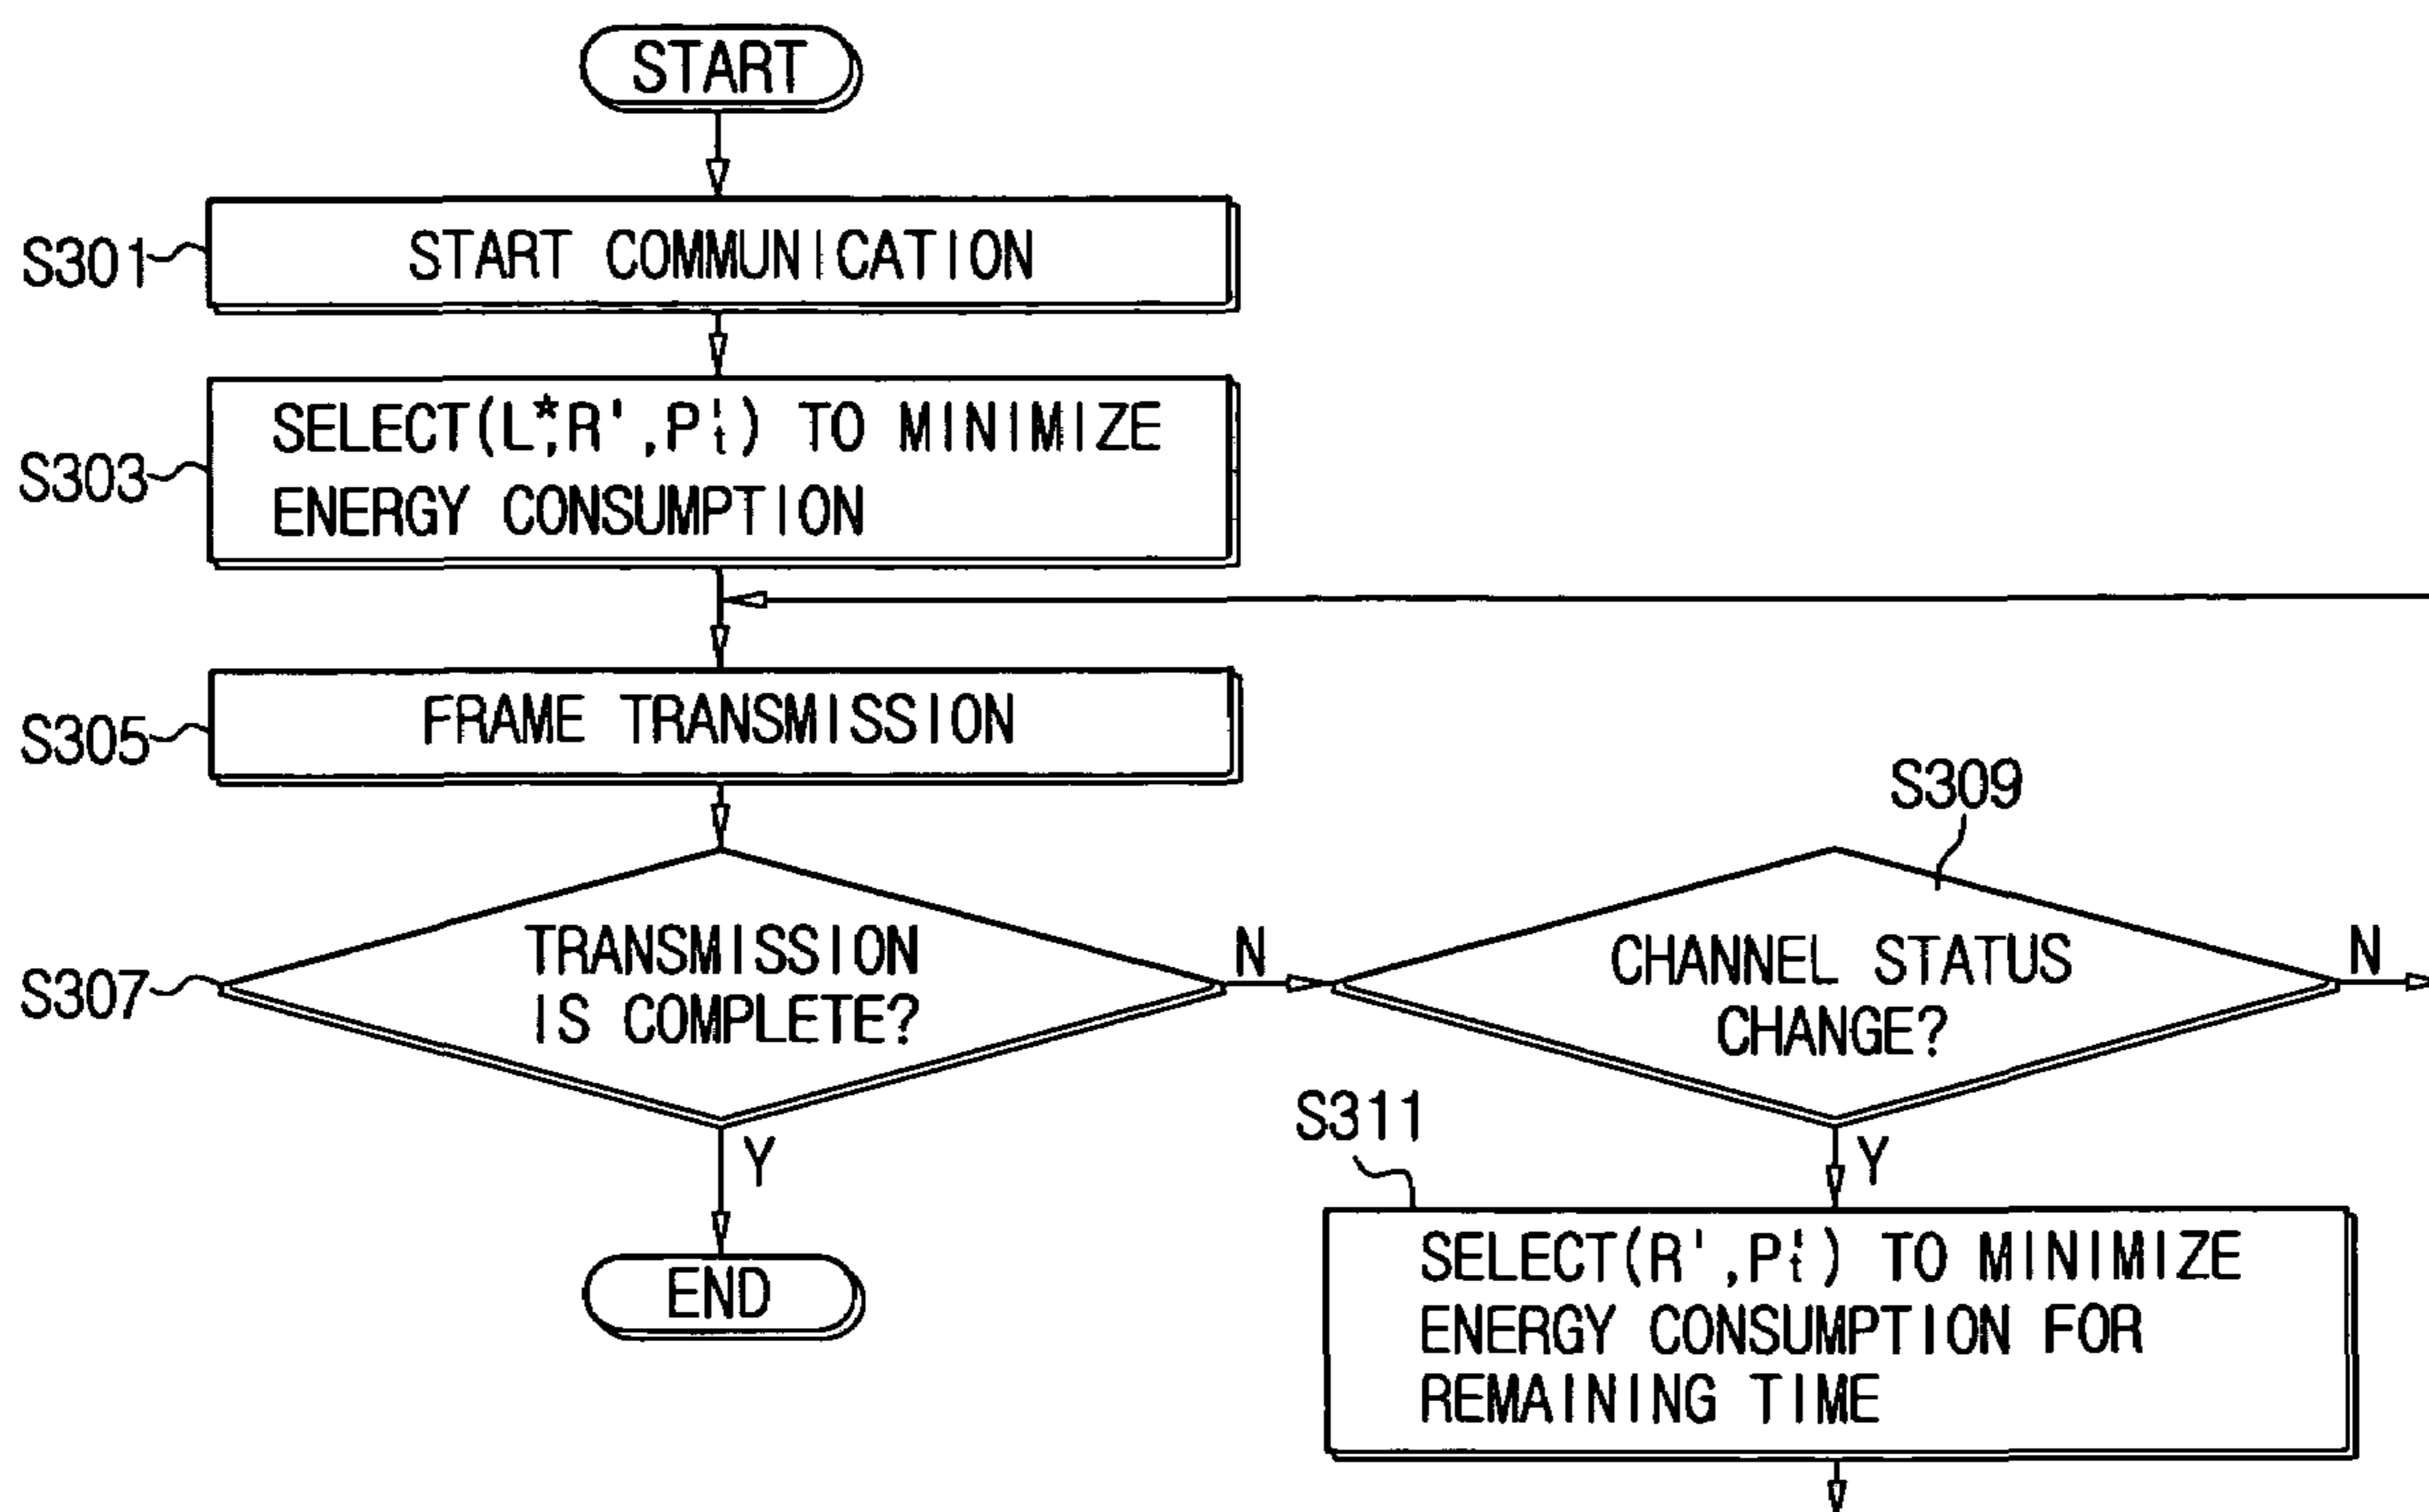 START
S301
START COMMUNICATION
S303
SELECT(L*,R',P't) TO MINIMIZE
ENERGY CONSUMPTION
S305
FRAME TRANSMISSION
S307
TRANSMISSION
IS COMPLETE?
N
Y
END
S309
CHANNEL STATUS
CHANGE?
N
Y
S311
SELECT(R',P't) TO MINIMIZE
ENERGY CONSUMPTION FOR
REMAINING TIME